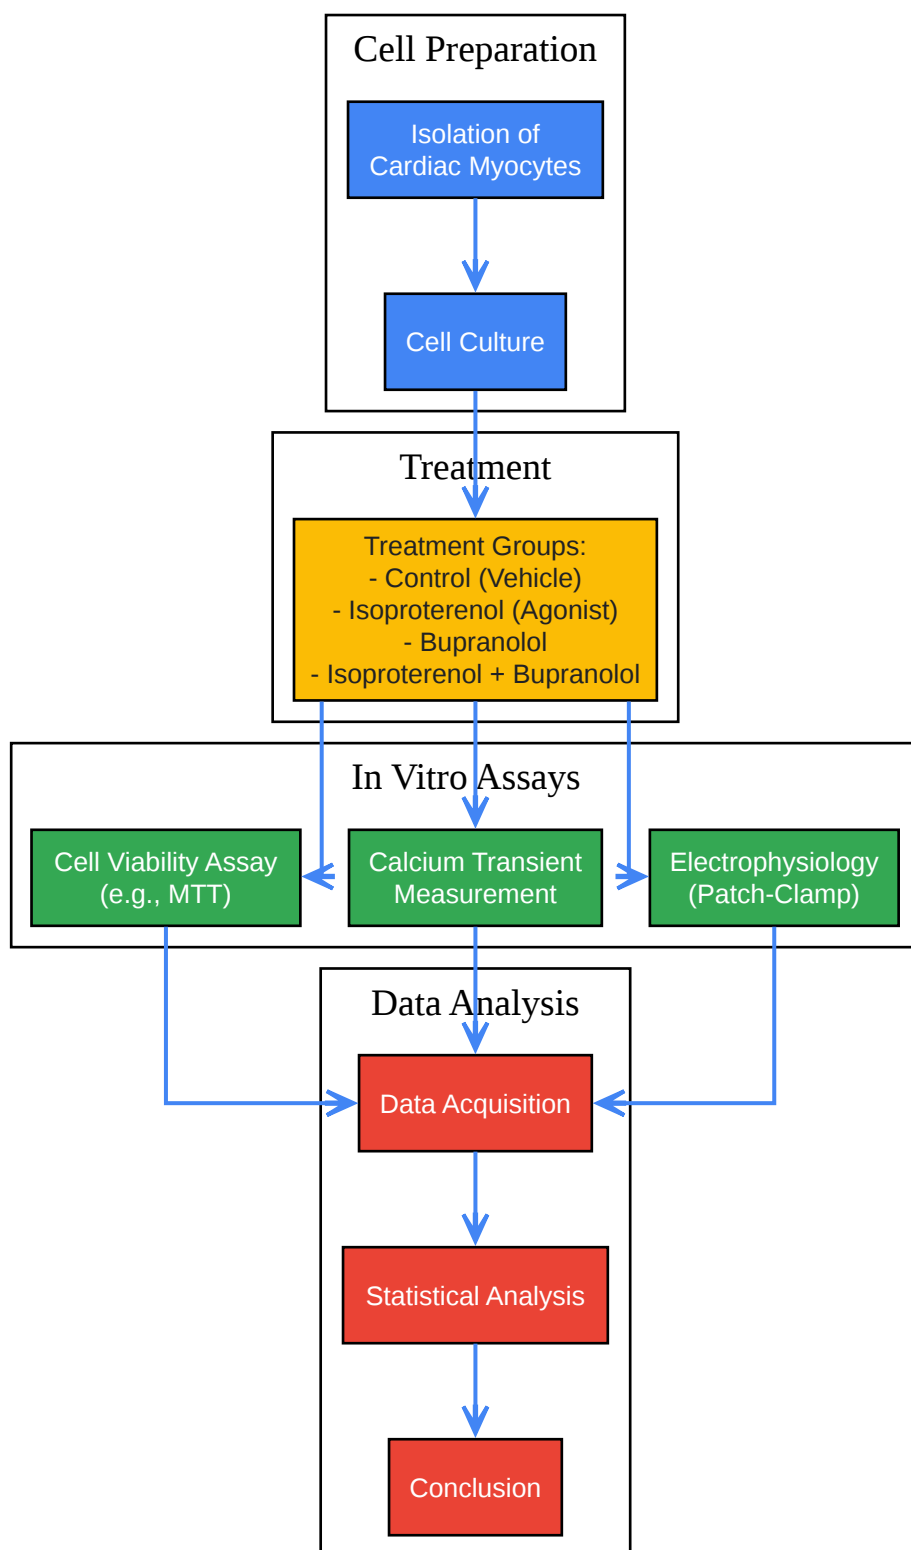 Cell Preparation
Isolation of
Cardiac Myocytes
Cell Culture
Treatment
Treatment Groups:
- Control (Vehicle)
- Isoproterenol (Agonist)
- Bupranolol
- Isoproterenol + Bupranolol
In Vitro Assays
Cell Viability Assay
(e.g., MTT)
Calcium Transient
Measurement
Electrophysiology
(Patch-Clamp)
Data Analysis
Data Acquisition
Statistical Analysis
Conclusion